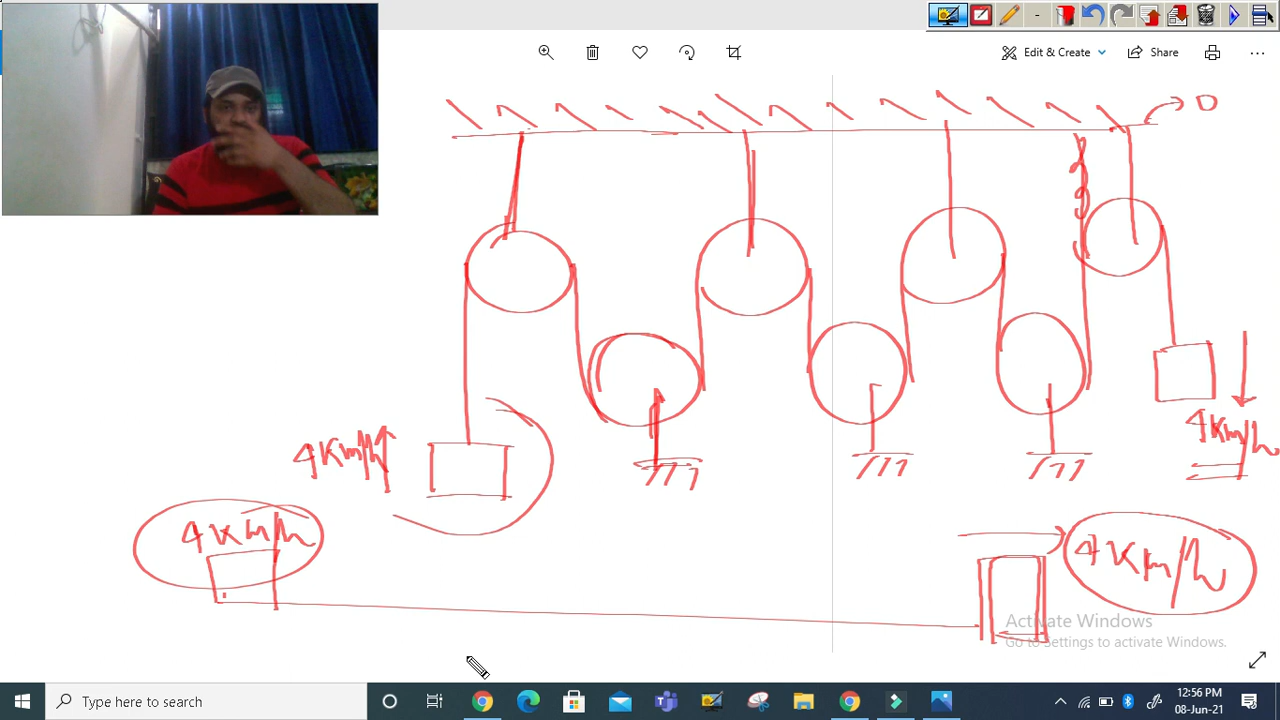 Edit & Create
Share
0
4Km/h
4Km/h
4Km/h
4Km/h
Activate Windows
Go to Settings to activate Windows.
Type here to search
12:56 PM
08-Jun-21